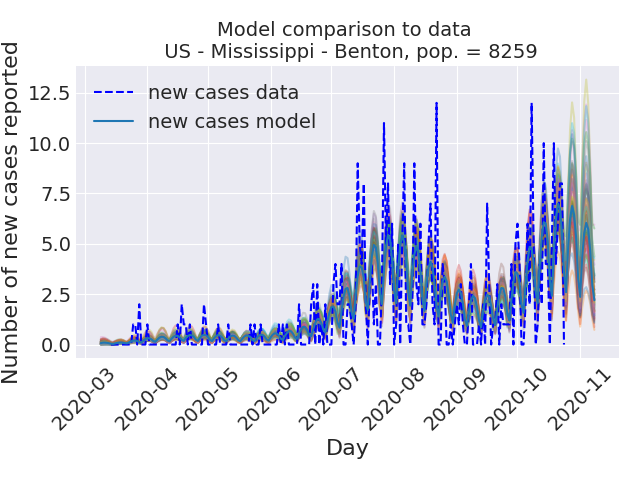 Model comparison to data
US - Mississippi - Benton, pop. = 8259
Number of new cases reported
12.5
10.0
7.5
5.0
2.5
0.0
new cases data
new cases model
2020-03
2020-04
2020-05
2020-06
2020-07
2020-08
2020-09
2020-10
2020-11
Day